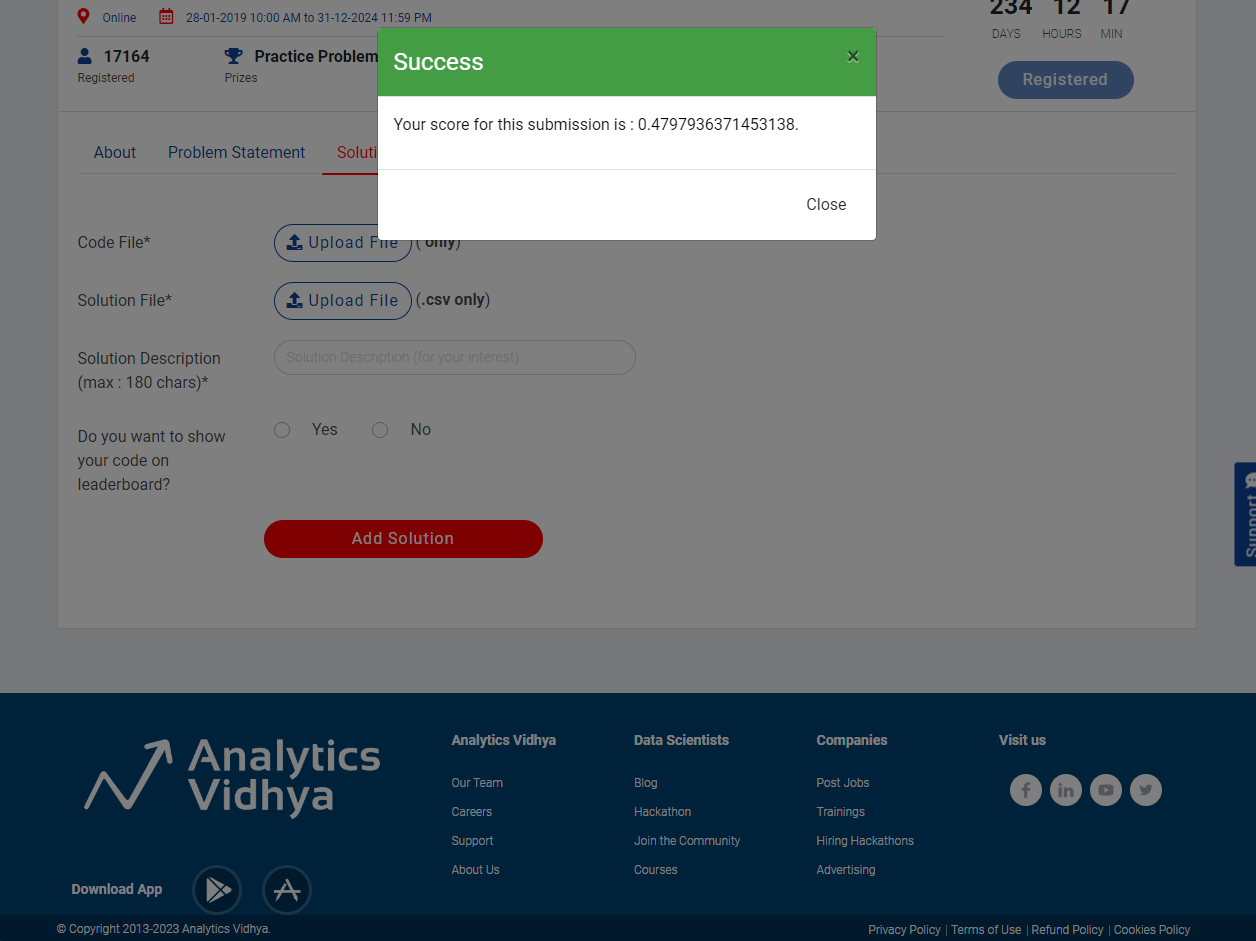 Online 28-01-2019 10:00 AM to 31-12-2024 11:59 PM
234 12 17
DAYS HOURS MIN
17164
Registered
Practice Problem
Prizes
Registered
Success ×
Your score for this submission is : 0.4797936371453138.
Close
About Problem Statement Soluti
Code File* Upload File ( only)
Solution File* Upload File (.csv only)
Solution Description
(max : 180 chars)*
Solution Description (for your interest)
Do you want to show
your code on
leaderboard?
Yes No
Add Solution
Support
Analytics
Vidhya
Download App
Analytics Vidhya
Our Team
Careers
Support
About Us
Data Scientists
Blog
Hackathon
Join the Community
Courses
Companies
Post Jobs
Trainings
Hiring Hackathons
Advertising
Visit us
© Copyright 2013-2023 Analytics Vidhya.
Privacy Policy | Terms of Use | Refund Policy | Cookies Policy